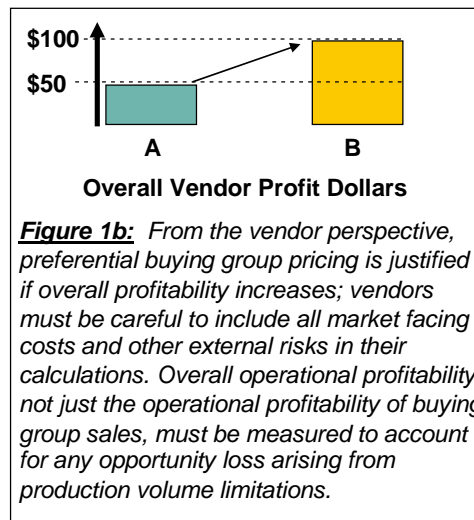 $100
$50
A B
Overall Vendor Profit Dollars
Figure 1b: From the vendor perspective,
preferential buying group pricing is justified
if overall profitability increases; vendors
must be careful to include all market facing
costs and other external risks in their
calculations. Overall operational profitability
not just the operational profitability of buying
group sales, must be measured to account
for any opportunity loss arising from
production volume limitations.